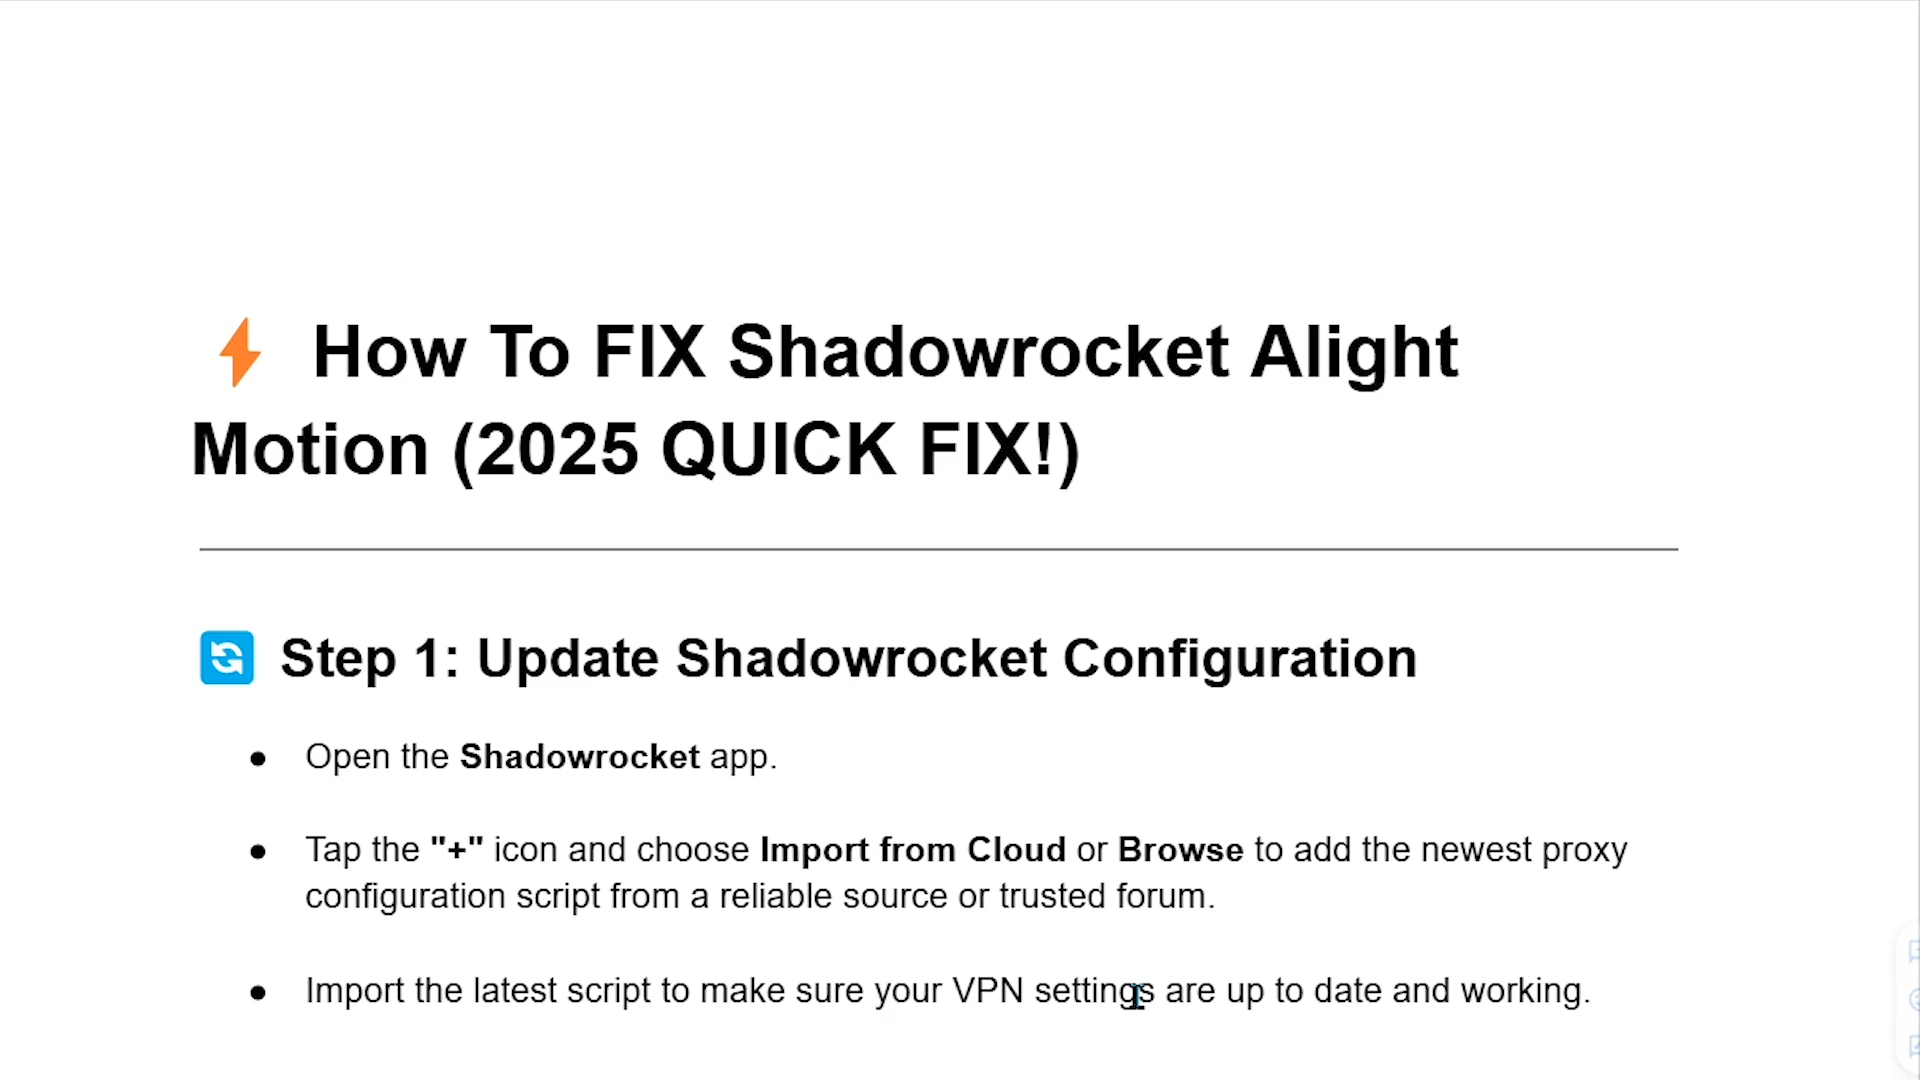 ⚡ How To FIX Shadowrocket Alight
Motion (2025 QUICK FIX!)
🔄 Step 1: Update Shadowrocket Configuration
● Open the Shadowrocket app.
● Tap the "+" icon and choose Import from Cloud or Browse to add the newest proxy
configuration script from a reliable source or trusted forum.
● Import the latest script to make sure your VPN settings are up to date and working.